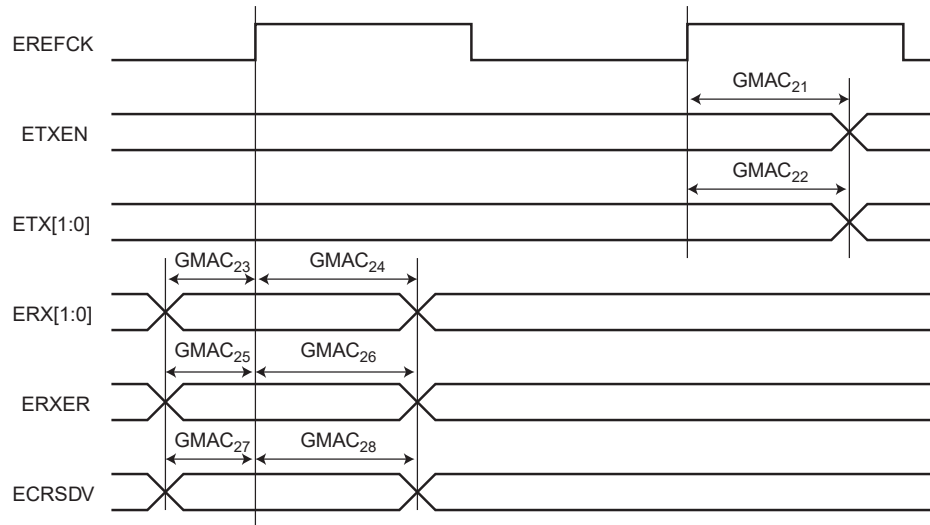 EREFCK
GMAC21
ETXEN
GMAC22
ETX[1:0]
GMAC23 GMAC24
ERX[1:0]
GMAC25 GMAC26
ERXER
GMAC27 GMAC28
ECRSDV